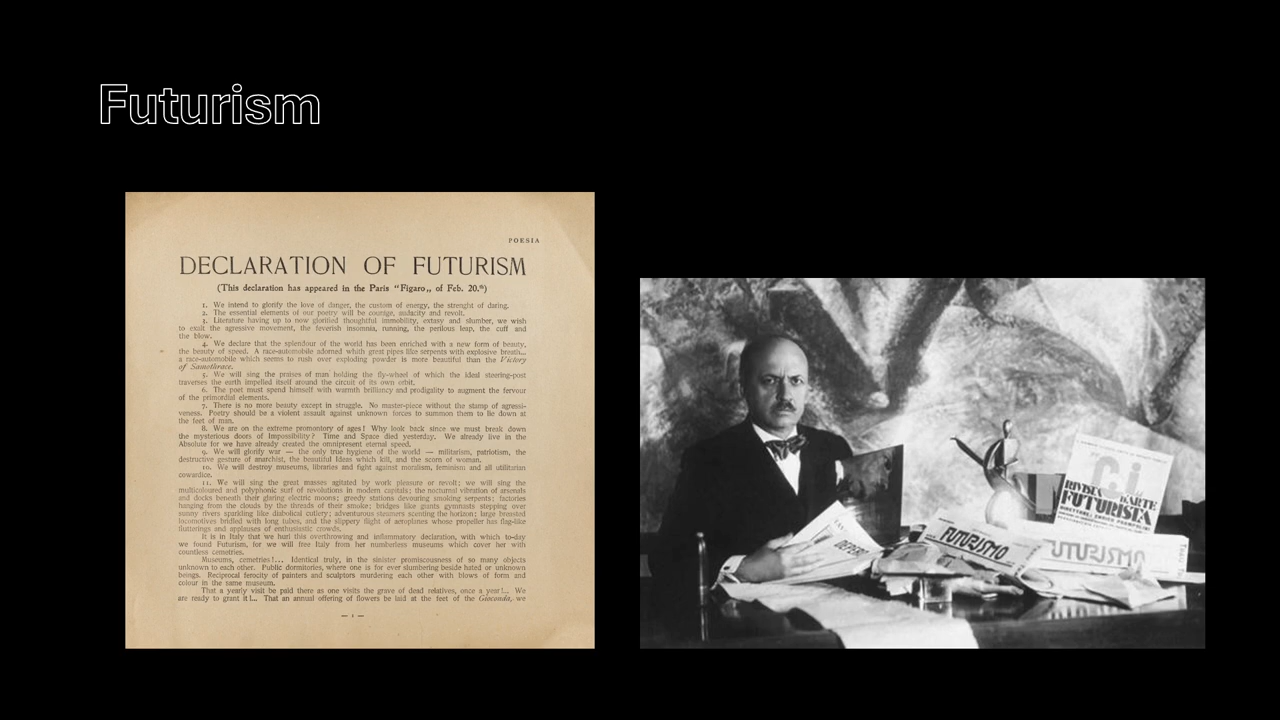 Futurism
POESIA
DECLARATION OF FUTURISM
(This declaration has appeared in the Paris "Figaro„ of Feb. 20.th)
1. We intend to glorify the love of danger, the custom of energy, the strenght of daring.
2. The essential elements of our poetry will be courage, audacity and revolt.
3. Literature having up to now glorified thoughtful immobility, extasy and slumber, we wish
to exalt the agressive movement, the feverish insomnia, running, the perilous leap, the cuff and
the blow.
4. We declare that the splendour of the world has been enriched with a new form of beauty,
the beauty of speed. A race-automobile adorned whith great pipes like serpents with explosive breath...
a race-automobile which seems to rush over exploding powder is more beautiful than the Victory
of Samothrace.
5. We will sing the praises of man holding the fly-wheel of which the ideal steering-post
traverses the earth impelled itself around the circuit of its own orbit.
6. The poet must spend himself with warmth brilliancy and prodigality to augment the fervour
of the primordial elements.
7. There is no more beauty except in struggle. No master-piece without the stamp of agressi-
veness. Poetry should be a violent assault against unknown forces to summon them to lie down at
the feet of man.
8. We are on the extreme promontory of ages! Why look back since we must break down
the mysterious doors of Impossibility? Time and Space died yesterday. We already live in the
Absolute for we have already created the omnipresent eternal speed.
9. We will glorify war — the only true hygiene of the world — militarism, patriotism, the
destructive gesture of anarchist, the beautiful Ideas which kill, and the scorn of woman.
10. We will destroy museums, libraries and fight against moralism, feminism and all utilitarian
cowardice.
11. We will sing the great masses agitated by work pleasure or revolt; we will sing the
multicoloured and polyphonic surf of revolutions in modern capitals; the nocturnal vibration of arsenals
and docks beneath their glaring electric moons; greedy stations devouring smoking serpents; factories
hanging from the clouds by the threads of their smoke; bridges like giants gymnasts stepping over
sunny rivers sparkling like diabolical cutlery; adventurous steamers scenting the horizon; large breasted
locomotives bridled with long tubes, and the slippery flight of aeroplanes whose propeller has flag-like
flutterings and applauses of enthusiastic crowds.
It is in Italy that we hurl this overthrowing and inflammatory declaration, with which to-day
we found Futurism, for we will free Italy from her numberless museums which cover her with
countless cemetries.
Museums, cemetries!... Identical truly, in the sinister promiscuousness of so many objects
unknown to each other. Public dormitories, where one is for ever slumbering beside hated or unknown
beings. Reciprocal ferocity of painters and sculptors murdering each other with blows of form and
colour in the same museum.
That a yearly visit be paid there as one visits the grave of dead relatives, once a year!... We
are ready to grant it!... That an annual offering of flowers be laid at the feet of the Gioconda, we
— 1 —
RIVISTA
KARTE
FUTURISTA
FUTURISMO
FUTURISMO